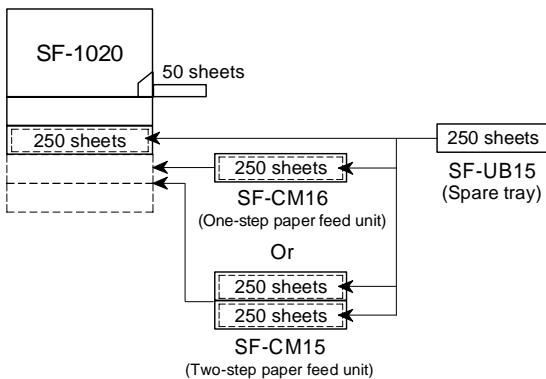 SF-1020
50 sheets
250 sheets
250 sheets
SF-UB15
(Spare tray)
250 sheets
SF-CM16
(One-step paper feed unit)
Or
250 sheets
250 sheets
SF-CM15
(Two-step paper feed unit)